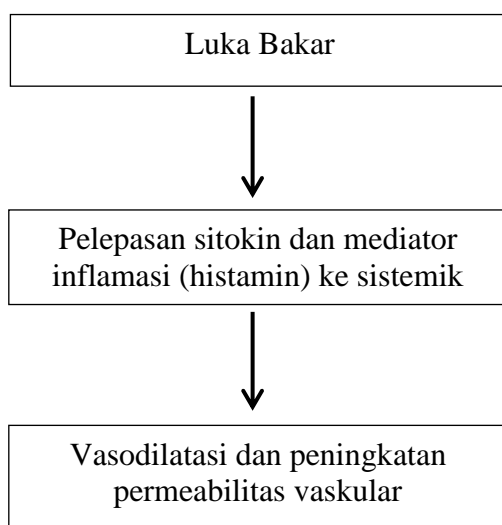 Luka Bakar
Pelepasan sitokin dan mediator
inflamasi (histamin) ke sistemik
Vasodilatasi dan peningkatan
permeabilitas vaskular